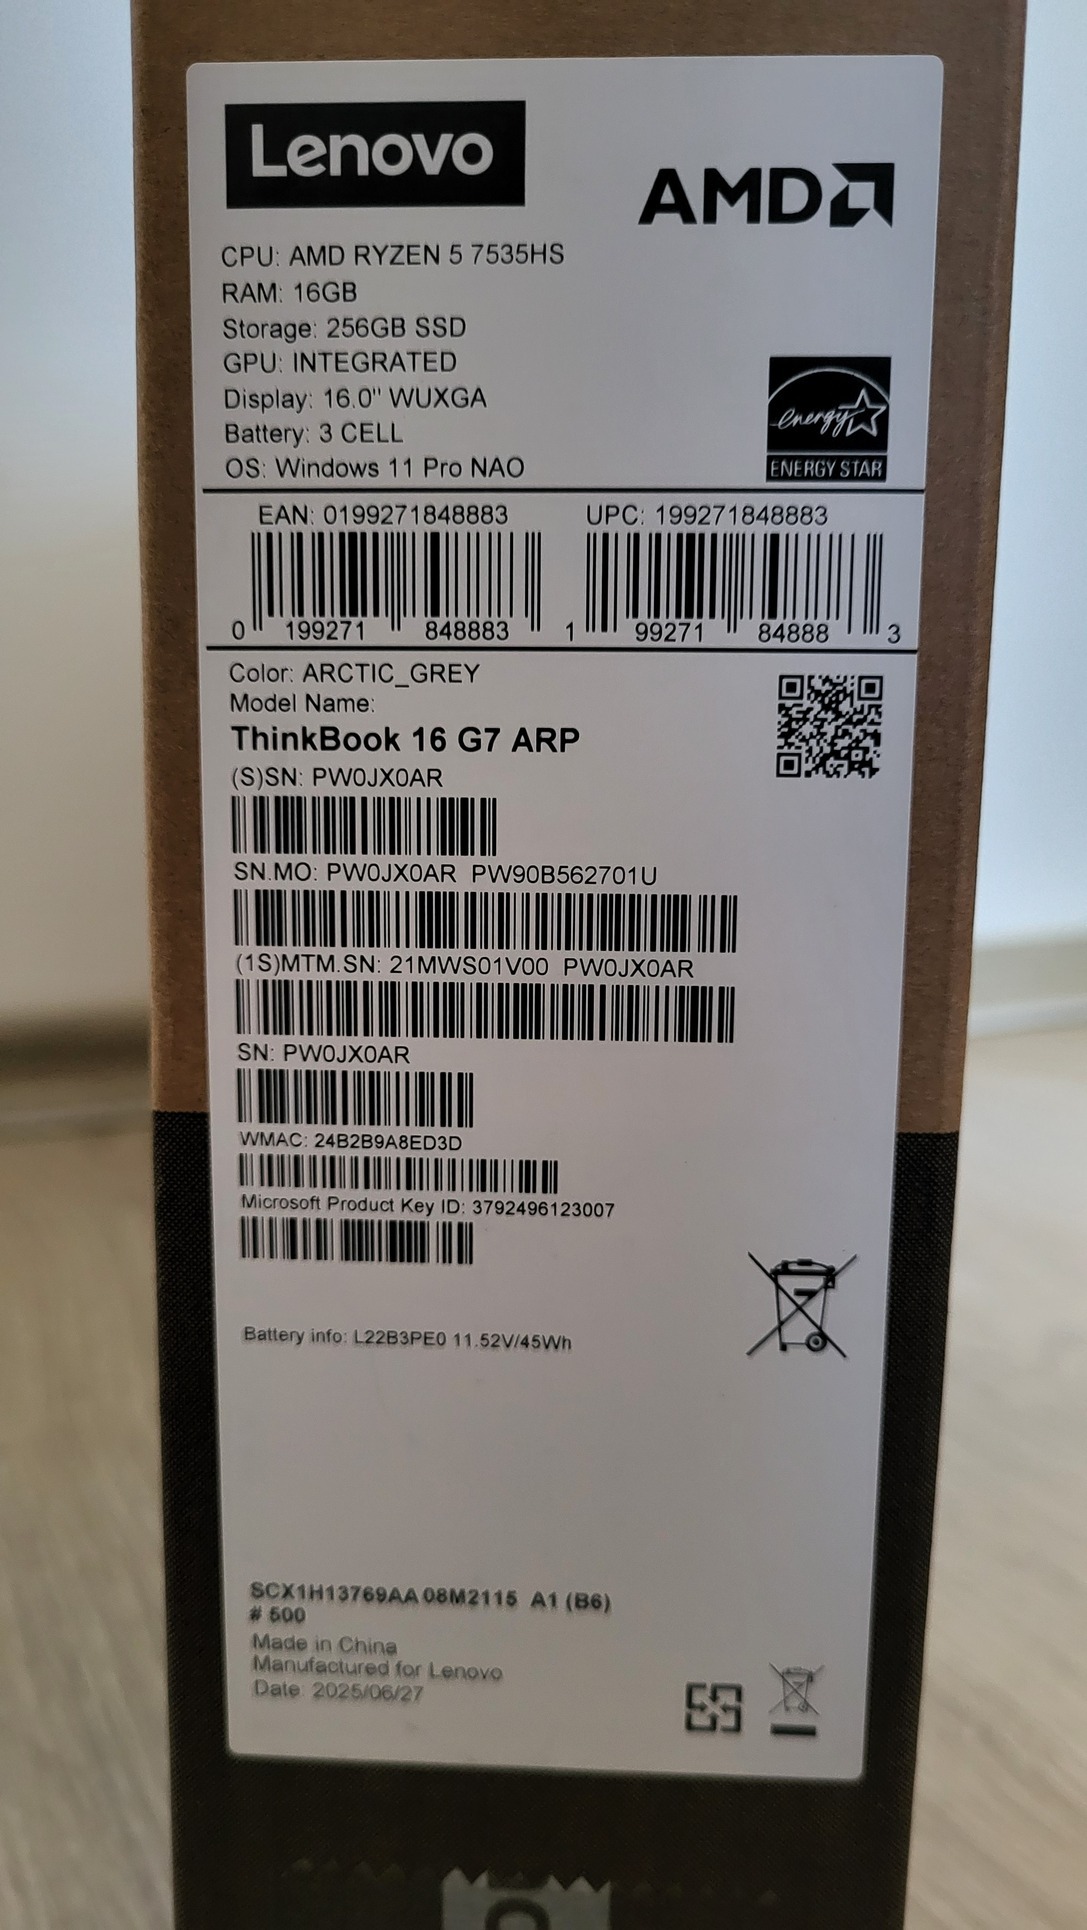 Lenovo
AMD
CPU: AMD RYZEN 5 7535HS
RAM: 16GB
Storage: 256GB SSD
GPU: INTEGRATED
Display: 16.0" WUXGA
Battery: 3 CELL
OS: Windows 11 Pro NAO
energy
ENERGY STAR
EAN: 0199271848883
UPC: 199271848883
0 199271 848883
1 99271 84888 3
Color: ARCTIC_GREY
Model Name:
ThinkBook 16 G7 ARP
(S)SN: PW0JX0AR
SN.MO: PW0JX0AR PW90B562701U
(1S)MTM.SN: 21MWS01V00 PW0JX0AR
SN: PW0JX0AR
WMAC: 24B2B9A8ED3D
Microsoft Product Key ID: 3792496123007
Battery info: L22B3PE0 11.52V/45Wh
SCX1H13769AA 08M2115 A1 (B6)
# 500
Made in China
Manufactured for Lenovo
Date: 2025/06/27